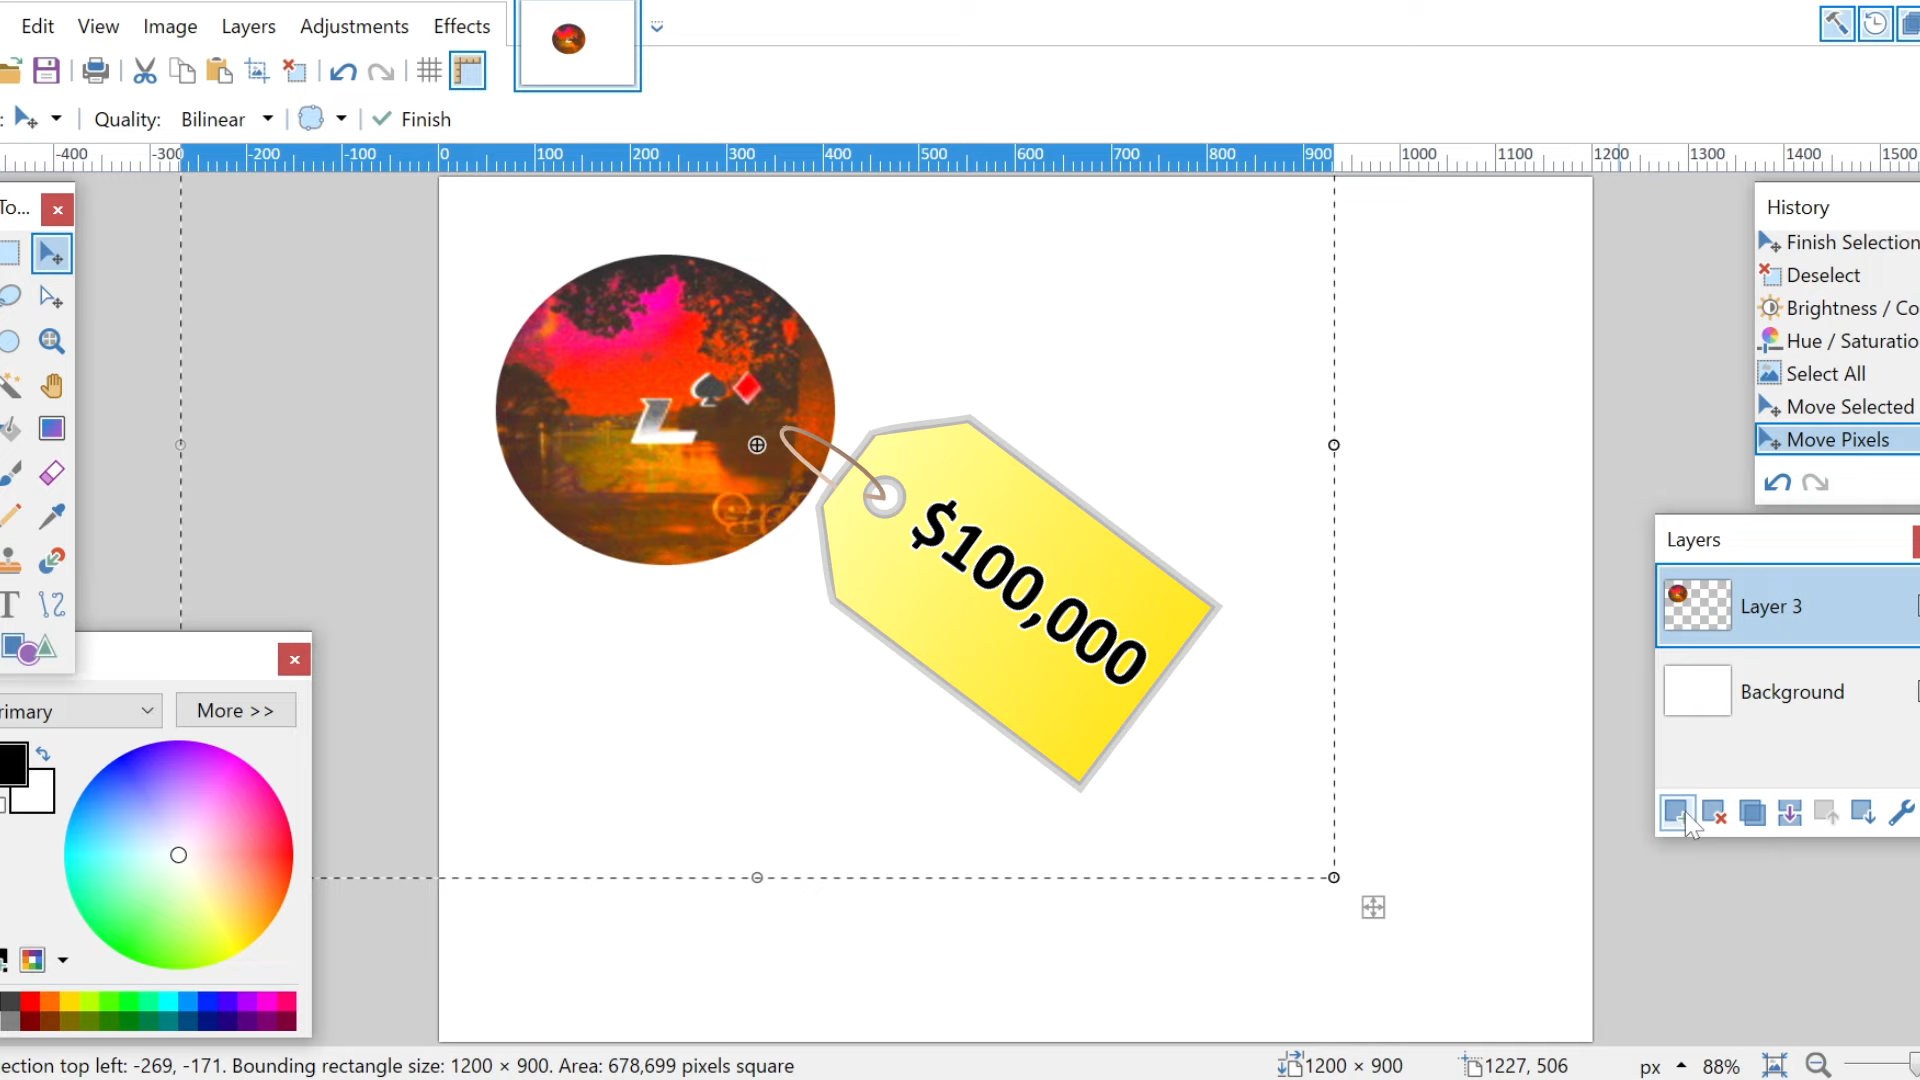 Edit View Image Layers Adjustments Effects
Quality: Bilinear Finish
-400 -300 -200 -100 0 100 200 300 400 500 600 700 800 900 1000 1100 1200 1300 1400 1500
To...
History
Finish Selection
Deselect
Brightness / Co
Hue / Saturatio
Select All
Move Selected
Move Pixels
L
$100,000
Layers
Layer 3
Background
rimary
More >>
T
ection top left: -269, -171. Bounding rectangle size: 1200 × 900. Area: 678,699 pixels square
1200 × 900
1227, 506
px
88%